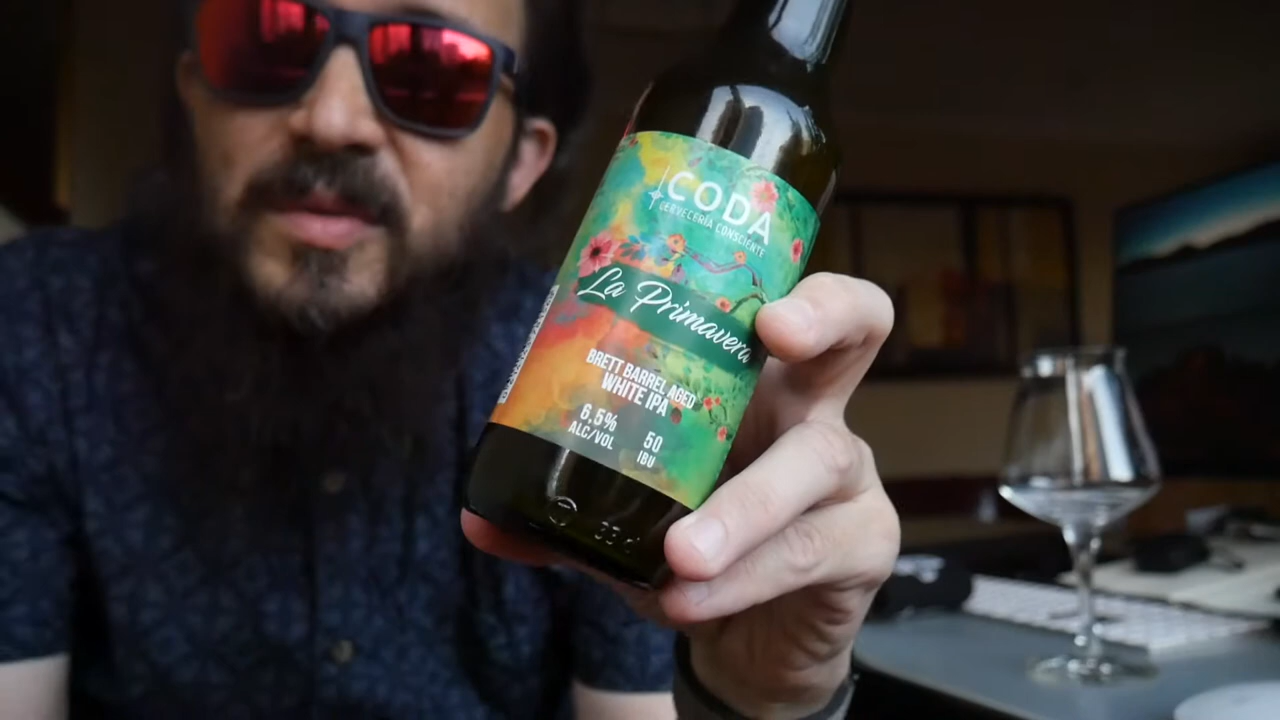 CODA
CERVECERÍA CONSCIENTE
La Primavera
BRETT BARREL AGED
WHITE IPA
6,5%
ALC/VOL
50
IBU